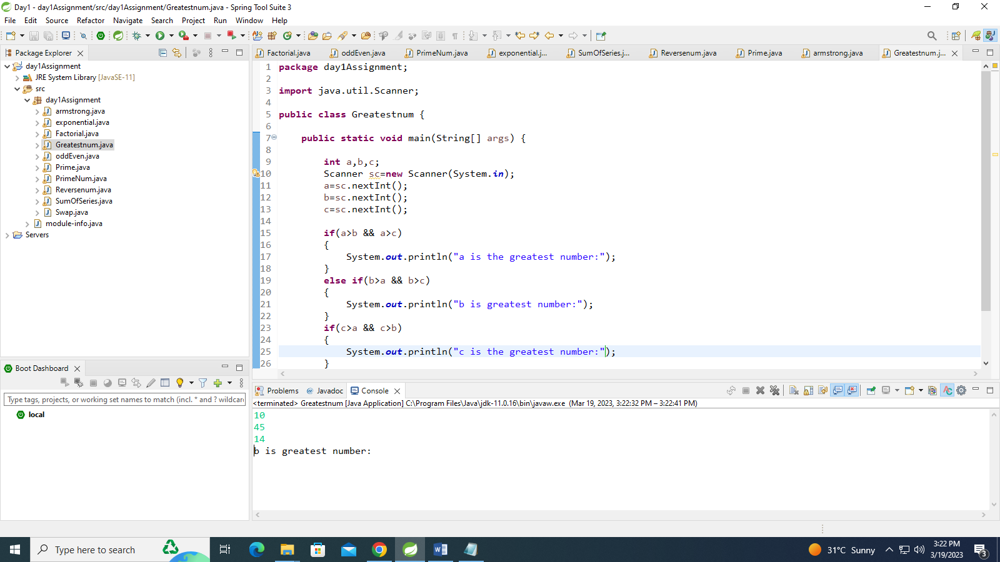 Day1 - day1Assignment/src/day1Assignment/Greatestnum.java - Spring Tool Suite 3
File Edit Source Refactor Navigate Search Project Run Window Help
Package Explorer
day1Assignment
JRE System Library [JavaSE-11]
src
day1Assignment
armstrong.java
exponential.java
Factorial.java
Greatestnum.java
oddEven.java
Prime.java
PrimeNum.java
Reversenum.java
SumOfSeries.java
Swap.java
module-info.java
Servers
Boot Dashboard
Type tags, projects, or working set names to match (incl. * and ? wildcar
local
Factorial.java oddEven.java PrimeNum.java exponential.j... SumOfSeries.j... Reversenum.java Prime.java armstrong.java Greatestnum.j...
1 package day1Assignment;
2
3 import java.util.Scanner;
4
5 public class Greatestnum {
6
7 public static void main(String[] args) {
8
9 int a,b,c;
10 Scanner sc=new Scanner(System.in);
11 a=sc.nextInt();
12 b=sc.nextInt();
13 c=sc.nextInt();
14
15 if(a>b && a>c)
16 {
17 System.out.println("a is the greatest number:");
18 }
19 else if(b>a && b>c)
20 {
21 System.out.println("b is greatest number:");
22 }
23 if(c>a && c>b)
24 {
25 System.out.println("c is the greatest number:");
26 }
Problems @ Javadoc Console
<terminated> Greatestnum [Java Application] C:\Program Files\Java\jdk-11.0.16\bin\javaw.exe (Mar 19, 2023, 3:22:32 PM – 3:22:41 PM)
10
45
14
b is greatest number:
Type here to search
31°C Sunny
3:22 PM
3/19/2023
3